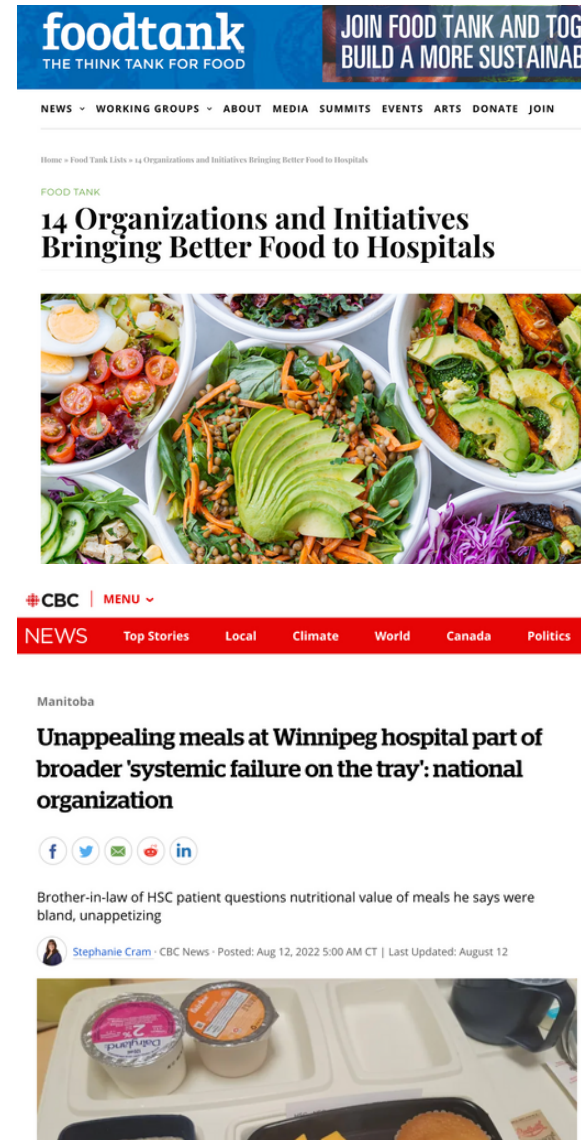 foodtank
THE THINK TANK FOR FOOD
JOIN FOOD TANK AND TOG
BUILD A MORE SUSTAINAB
NEWS WORKING GROUPS ABOUT MEDIA SUMMITS EVENTS ARTS DONATE JOIN
Home » Food Tank Lists » 14 Organizations and Initiatives Bringing Better Food to Hospitals
FOOD TANK
14 Organizations and Initiatives
Bringing Better Food to Hospitals
CBC MENU
NEWS Top Stories Local Climate World Canada Politics
Manitoba
Unappealing meals at Winnipeg hospital part of
broader 'systemic failure on the tray': national
organization
Brother-in-law of HSC patient questions nutritional value of meals he says were
bland, unappetizing
Stephanie Cram · CBC News · Posted: Aug 12, 2022 5:00 AM CT | Last Updated: August 12
Dairyland
2%